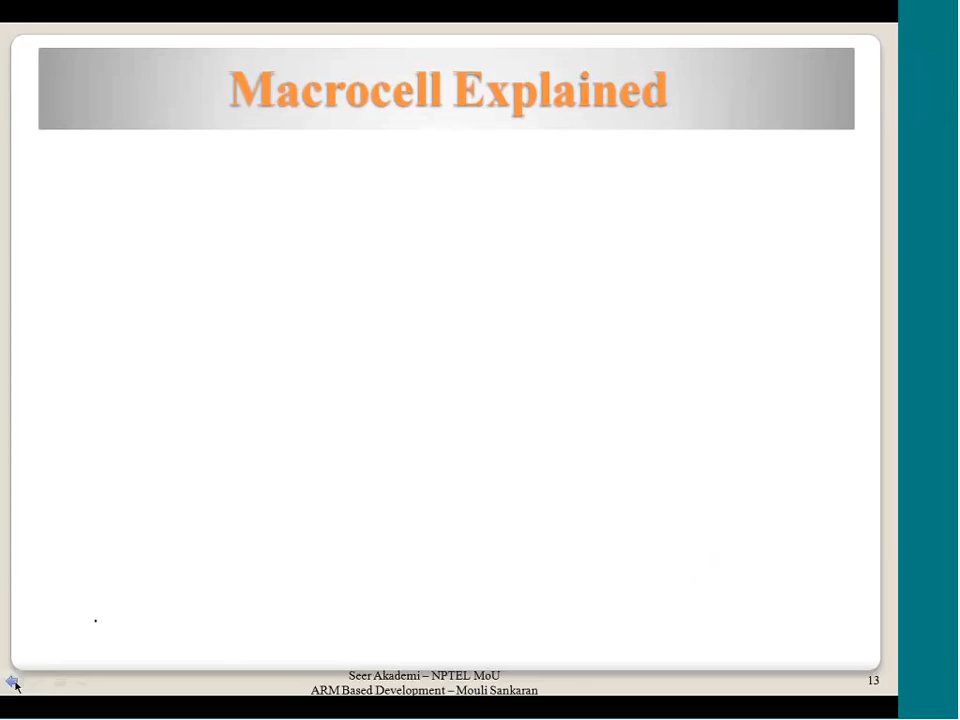 Macrocell Explained
.
Seer Akademi – NPTEL MoU
ARM Based Development – Mouli Sankaran
13